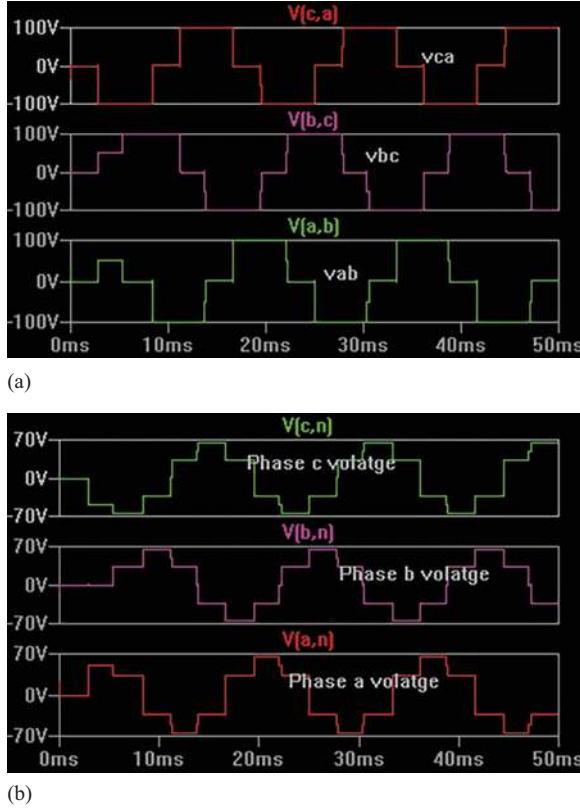 V(c,a)
100V
0V
-100V
vca
V(b,c)
100V
0V
-100V
vbc
V(a,b)
100V
0V
-100V
vab
0ms 10ms 20ms 30ms 40ms 50ms
(a)
V(c,n)
70V
0V
-70V
Phase c volatge
V(b,n)
70V
0V
-70V
Phase b volatge
V(a,n)
70V
0V
-70V
Phase a volatge
0ms 10ms 20ms 30ms 40ms 50ms
(b)